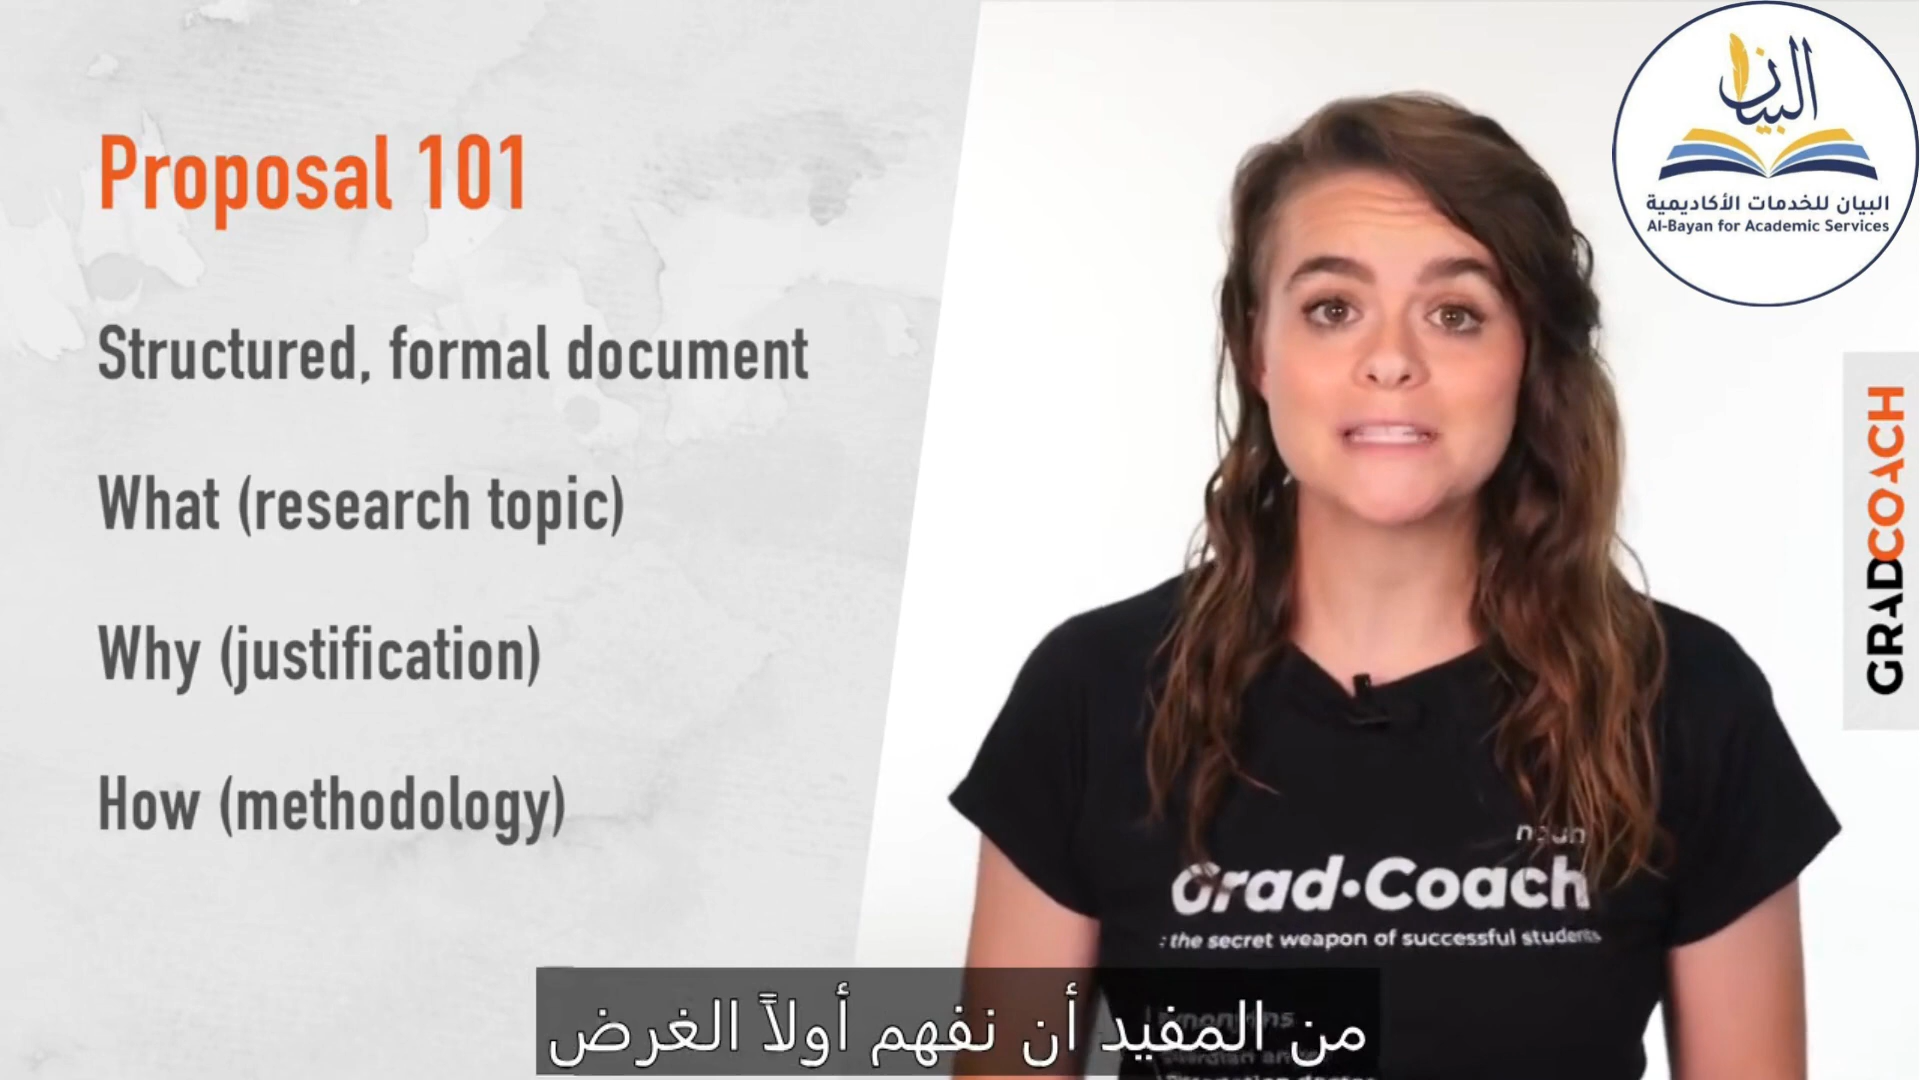 Proposal 101
Structured, formal document
What (research topic)
Why (justification)
How (methodology)
البيان
البيان للخدمات الأكاديمية
Al-Bayan for Academic Services
GRADCOACH
noun
Grad•Coach
: the secret weapon of successful students
من المفيد أن نفهم أولاً الغرض